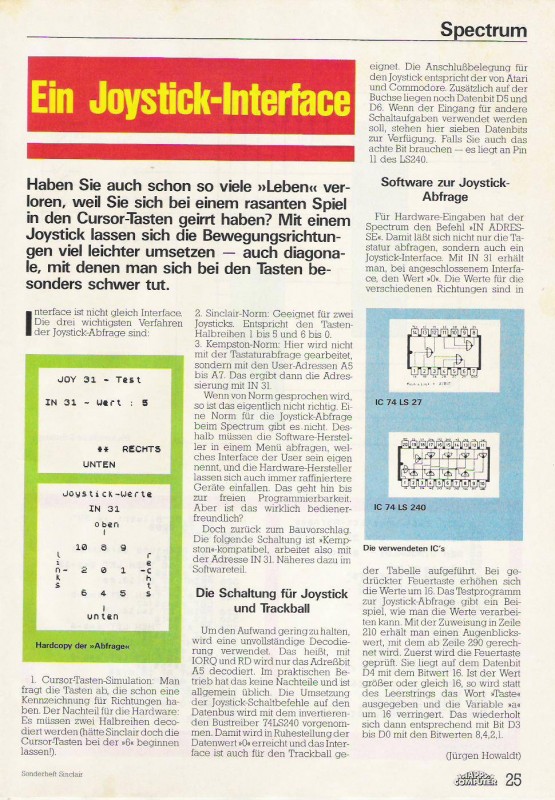 Spectrum
Ein Joystick-Interface
Haben Sie auch schon so viele »Leben« ver-
loren, weil Sie sich bei einem rasanten Spiel
in den Cursor-Tasten geirrt haben? Mit einem
Joystick lassen sich die Bewegungsrichtun-
gen viel leichter umsetzen — auch diagona-
le, mit denen man sich bei den Tasten be-
sonders schwer tut.
Interface ist nicht gleich Interface.
Die drei wichtigsten Verfahren
der Joystick-Abfrage sind:
JOY 31 - Test
IN 31 - Wert : 5
** RECHTS
UNTEN
Joystick-Werte
IN 31
oben
10 8 9
links - 2 0 1 - rechts
6 4 5
unten
Hardcopy der »Abfrage«
1. Cursor-Tasten-Simulation: Man
fragt die Tasten ab, die schon eine
Kennzeichnung für Richtungen ha-
ben. Der Nachteil für die Hardware:
Es müssen zwei Halbreihen deco-
diert werden (hätte Sinclair doch die
Cursor-Tasten bei der »6« beginnen
lassen!).
2. Sinclair-Norm: Geeignet für zwei
Joysticks. Entspricht den Tasten-
Halbreihen 1 bis 5 und 6 bis 0.
3. Kempston-Norm: Hier wird nicht
mit der Tastaturabfrage gearbeitet,
sondern mit den User-Adressen A5
bis A7. Das ergibt dann die Adres-
sierung mit IN 31.
Wenn von Norm gesprochen wird,
so ist das eigentlich nicht richtig. Ei-
ne Norm für die Joystick-Abfrage
beim Spectrum gibt es nicht. Des-
halb müssen die Software-Herstel-
ler in einem Menü abfragen, wel-
ches Interface der User sein eigen
nennt, und die Hardware-Hersteller
lassen sich auch immer raffiniertere
Geräte einfallen. Das geht hin bis
zur freien Programmierbarkeit.
Aber ist das wirklich bediener-
freundlich?
Doch zurück zum Bauvorschlag.
Die folgende Schaltung ist »Kemp-
ston«-kompatibel, arbeitet also mit
der Adresse IN 31. Näheres dazu im
Softwareteil.
Die Schaltung für Joystick
und Trackball
Um den Aufwand gering zu halten,
wird eine unvollständige Decodie-
rung verwendet. Das heißt, mit
IORQ und RD wird nur das Adreßbit
A5 decodiert. Im praktischen Be-
trieb hat das keine Nachteile und ist
allgemein üblich. Die Umsetzung
der Joystick-Schaltbefehle auf den
Datenbus wird mit dem invertieren-
den Bustreiber 74LS240 vorgenom-
men. Damit wird in Ruhestellung der
Datenwert »0« erreicht und das Inter-
face ist auch für den Trackball ge-
eignet. Die Anschlußbelegung für
den Joystick entspricht der von Atari
und Commodore. Zusätzlich auf der
Buchse liegen noch Datenbit D5 und
D6. Wenn der Eingang für andere
Schaltaufgaben verwendet werden
soll, stehen hier sieben Datenbits
zur Verfügung. Falls Sie auch das
achte Bit brauchen — es liegt an Pin
11 des LS240.
Software zur Joystick-
Abfrage
Für Hardware-Eingaben hat der
Spectrum den Befehl »IN ADRES-
SE«. Damit läßt sich nicht nur die Ta-
statur abfragen, sondern auch ein
Joystick-Interface. Mit IN 31 erhält
man, bei angeschlossenem Interfa-
ce, den Wert »0«. Die Werte für die
verschiedenen Richtungen sind in
IC 74 LS 27
IC 74 LS 240
Die verwendeten IC's
der Tabelle aufgeführt. Bei ge-
drückter Feuertaste erhöhen sich
die Werte um 16. Das Testprogramm
zur Joystick-Abfrage gibt ein Bei-
spiel, wie man die Werte verarbei-
ten kann. Mit der Zuweisung in Zeile
210 erhält man einen Augenblicks-
wert, mit dem ab Zeile 290 gerech-
net wird. Zuerst wird die Feuertaste
geprüft. Sie liegt auf dem Datenbit
D4 mit dem Bitwert 16. Ist der Wert
größer oder gleich 16, so wird statt
des Leerstrings das Wort »Taste«
ausgegeben und die Variable »a«
um 16 verringert. Das wiederholt
sich dann entsprechend mit Bit D3
bis D0 mit den Bitwerten 8,4,2,1.
(Jürgen Howaldt)
Sonderheft Sinclair
HAPPY COMPUTER 25